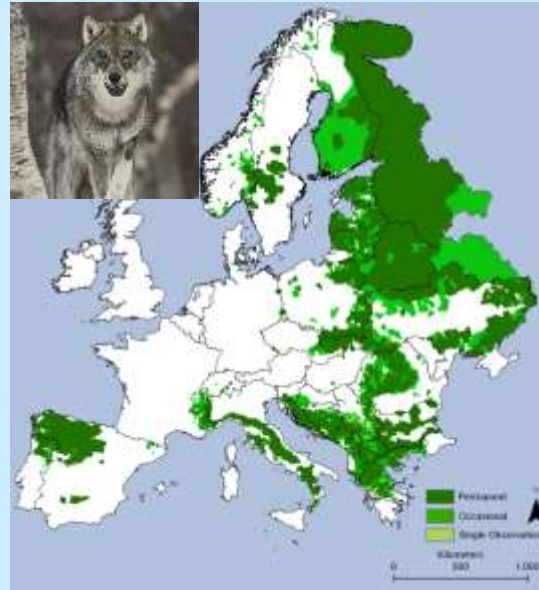 Permanent
Occasional
Single Observation
Kilometers
0 500 1.000